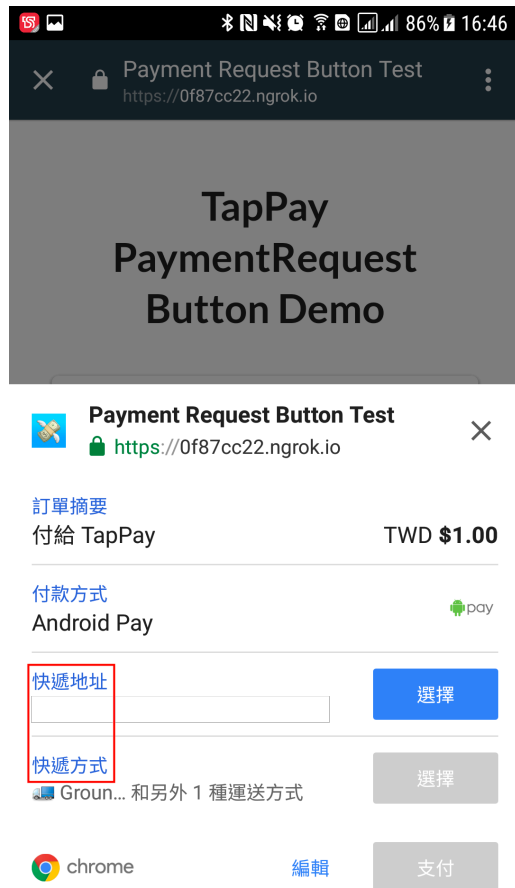 86% 16:46
Payment Request Button Test
https://0f87cc22.ngrok.io
TapPay
PaymentRequest
Button Demo
Payment Request Button Test
https://0f87cc22.ngrok.io
訂單摘要
付給 TapPay TWD $1.00
付款方式
Android Pay pay
快遞地址
選擇
快遞方式
選擇
Groun... 和另外 1 種運送方式
chrome 編輯 支付